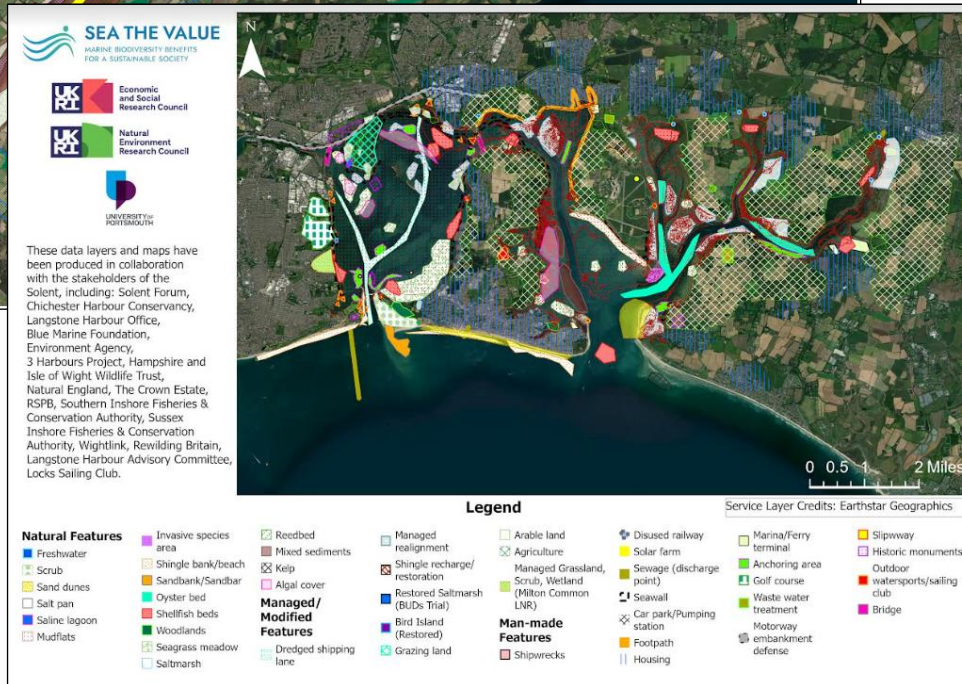 SEA THE VALUE
MARINE BIODIVERSITY BENEFITS
FOR A SUSTAINABLE SOCIETY
UK
RI
Economic
and Social
Research Council
UK
RI
Natural
Environment
Research Council
UNIVERSITY OF
PORTSMOUTH
These data layers and maps have
been produced in collaboration
with the stakeholders of the
Solent, including: Solent Forum,
Chichester Harbour Conservancy,
Langstone Harbour Office,
Blue Marine Foundation,
Environment Agency,
3 Harbours Project, Hampshire and
Isle of Wight Wildlife Trust,
Natural England, The Crown Estate,
RSPB, Southern Inshore Fisheries &
Conservation Authority, Sussex
Inshore Fisheries & Conservation
Authority, Wightlink, Rewilding Britain,
Langstone Harbour Advisory Committee,
Locks Sailing Club.
N
0 0.5 1 2 Miles
Service Layer Credits: Earthstar Geographics
Legend
Natural Features
Freshwater
Scrub
Sand dunes
Salt pan
Saline lagoon
Mudflats
Invasive species
area
Shingle bank/beach
Sandbank/Sandbar
Oyster bed
Shellfish beds
Woodlands
Seagrass meadow
Saltmarsh
Reedbed
Mixed sediments
Kelp
Algal cover
Managed/
Modified
Features
Dredged shipping
lane
Managed
realignment
Shingle recharge/
restoration
Restored Saltmarsh
(BUDs Trial)
Bird Island
(Restored)
Grazing land
Arable land
Agriculture
Managed Grassland,
Scrub, Wetland
(Milton Common
LNR)
Man-made
Features
Shipwrecks
Disused railway
Solar farm
Sewage (discharge
point)
Seawall
Car park/Pumping
station
Footpath
Housing
Marina/Ferry
terminal
Anchoring area
Golf course
Waste water
treatment
Motorway
embankment
defense
Slipwway
Historic monuments
Outdoor
watersports/sailing
club
Bridge